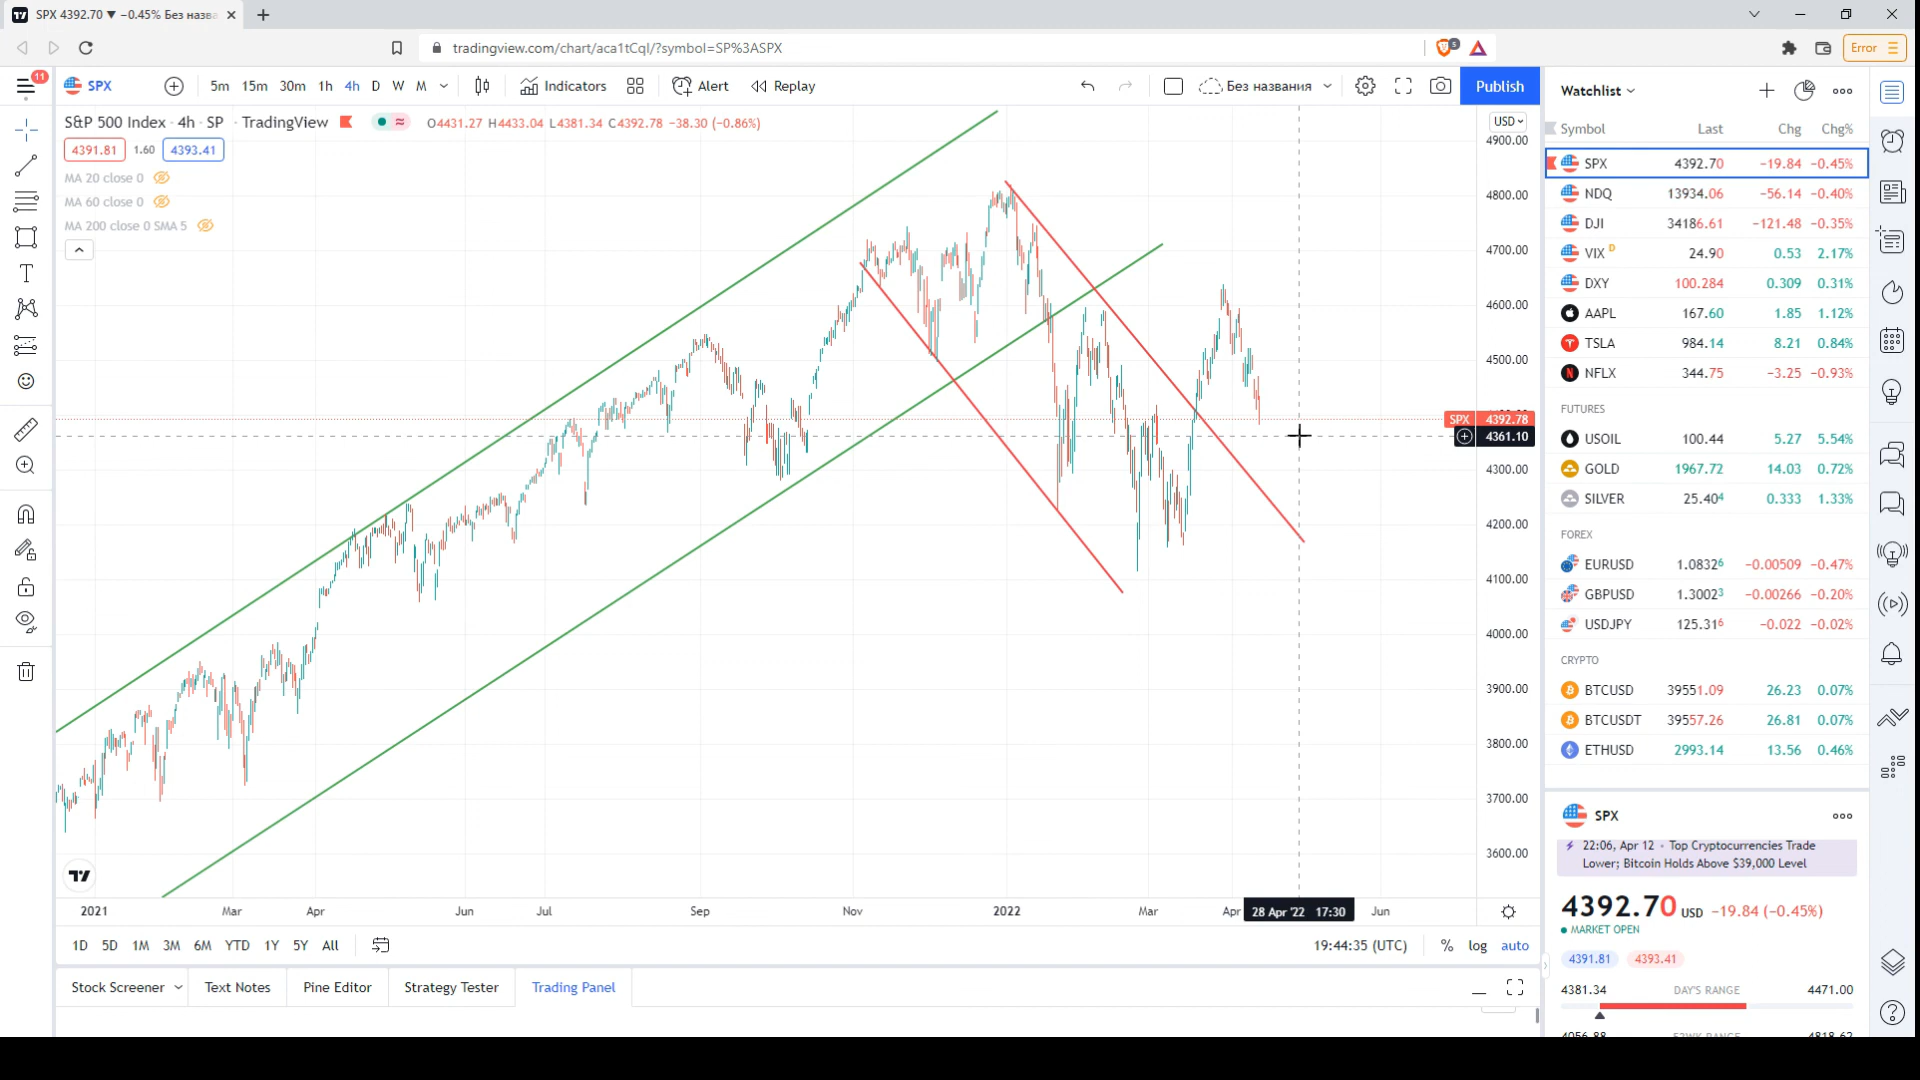 SPX 4392.70 ▼ −0.45% Без назва
tradingview.com/chart/aca1tCql/?symbol=SP%3ASPX
5
Error
11
SPX
5m 15m 30m 1h 4h D W M
Indicators
Alert
Replay
Без названия
Publish
S&P 500 Index · 4h · SP · TradingView
O4431.27 H4433.04 L4381.34 C4392.78 −38.30 (−0.86%)
4391.81 1.60 4393.41
MA 20 close 0
MA 60 close 0
MA 200 close 0 SMA 5
USD
4900.00
4800.00
4700.00
4600.00
4500.00
SPX 4392.78
4361.10
4300.00
4200.00
4100.00
4000.00
3900.00
3800.00
3700.00
3600.00
2021 Mar Apr Jun Jul Sep Nov 2022 Mar Apr 28 Apr '22 17:30 Jun
1D 5D 1M 3M 6M YTD 1Y 5Y All
19:44:35 (UTC) % log auto
Stock Screener Text Notes Pine Editor Strategy Tester Trading Panel
Watchlist
Symbol Last Chg Chg%
SPX 4392.70 −19.84 −0.45%
NDQ 13934.06 −56.14 −0.40%
DJI 34186.61 −121.48 −0.35%
VIX D 24.90 0.53 2.17%
DXY 100.284 0.309 0.31%
AAPL 167.60 1.85 1.12%
TSLA 984.14 8.21 0.84%
NFLX 344.75 −3.25 −0.93%
FUTURES
USOIL 100.44 5.27 5.54%
GOLD 1967.72 14.03 0.72%
SILVER 25.404 0.333 1.33%
FOREX
EURUSD 1.08326 −0.00509 −0.47%
GBPUSD 1.30023 −0.00266 −0.20%
USDJPY 125.316 −0.022 −0.02%
CRYPTO
BTCUSD 39551.09 26.23 0.07%
BTCUSDT 39557.26 26.81 0.07%
ETHUSD 2993.14 13.56 0.46%
SPX
22:06, Apr 12 • Top Cryptocurrencies Trade
Lower; Bitcoin Holds Above $39,000 Level
4392.70 USD −19.84 (−0.45%)
MARKET OPEN
4391.81 4393.41
4381.34 DAY'S RANGE 4471.00